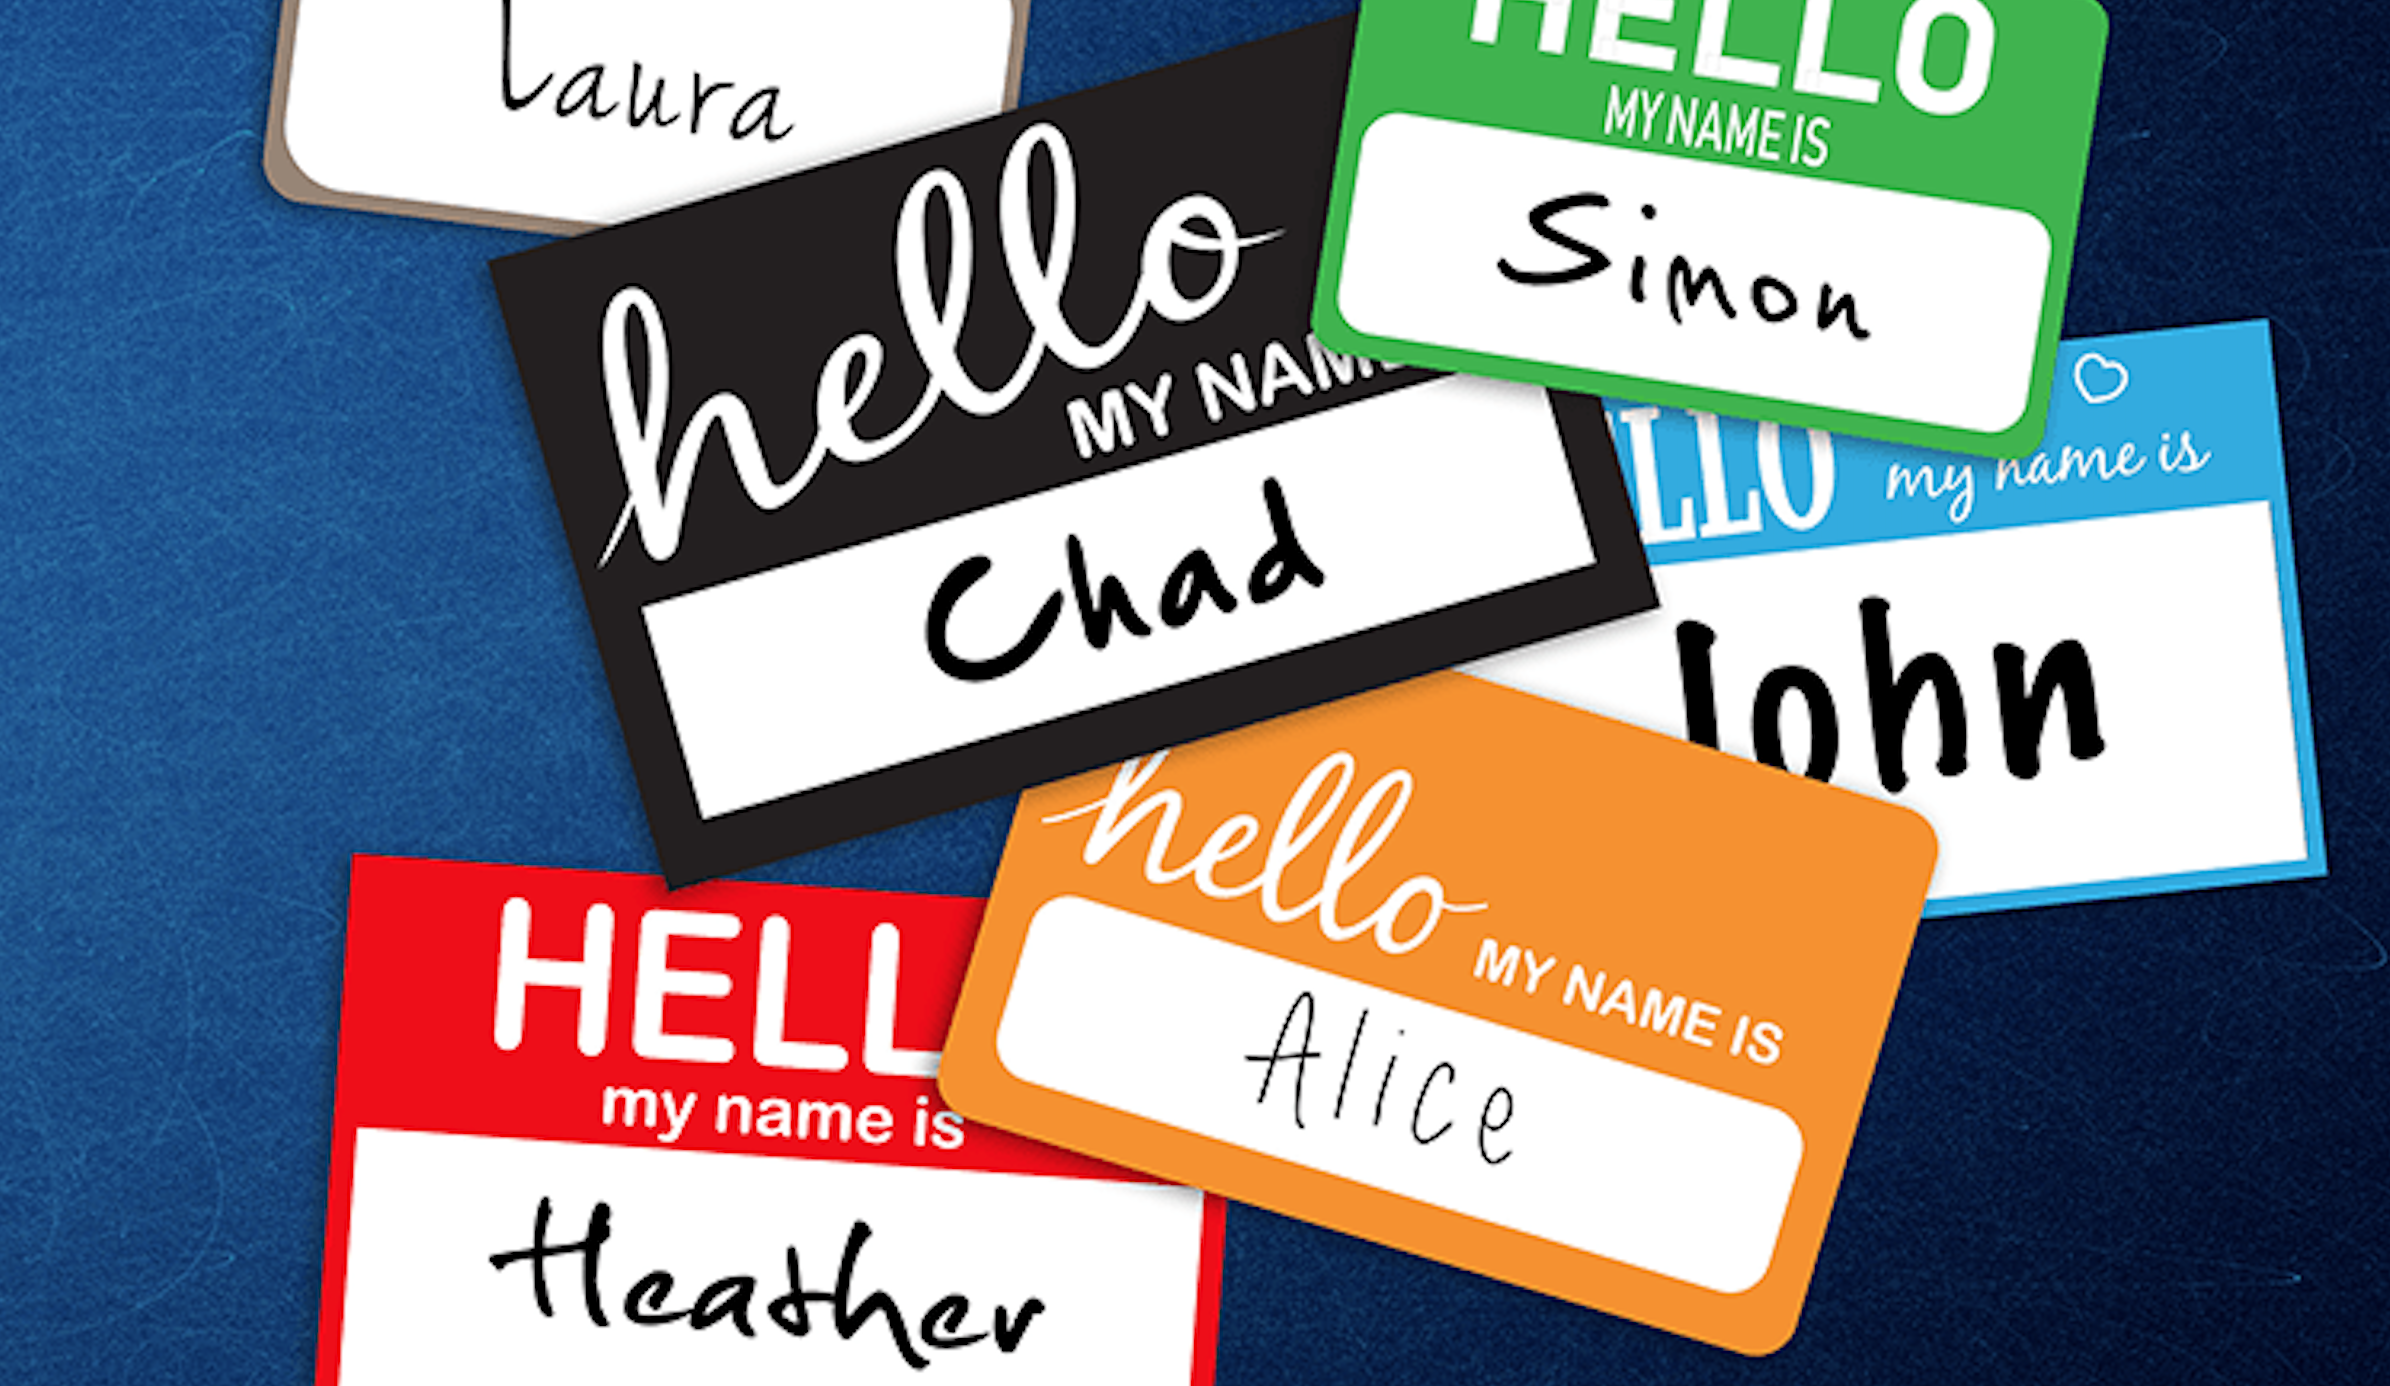 Laura
HELLO
MY NAME IS
Simon
hello
MY NAM
Chad
LLO
my name is
John
hello
MY NAME IS
Alice
HELL
my name is
Heather